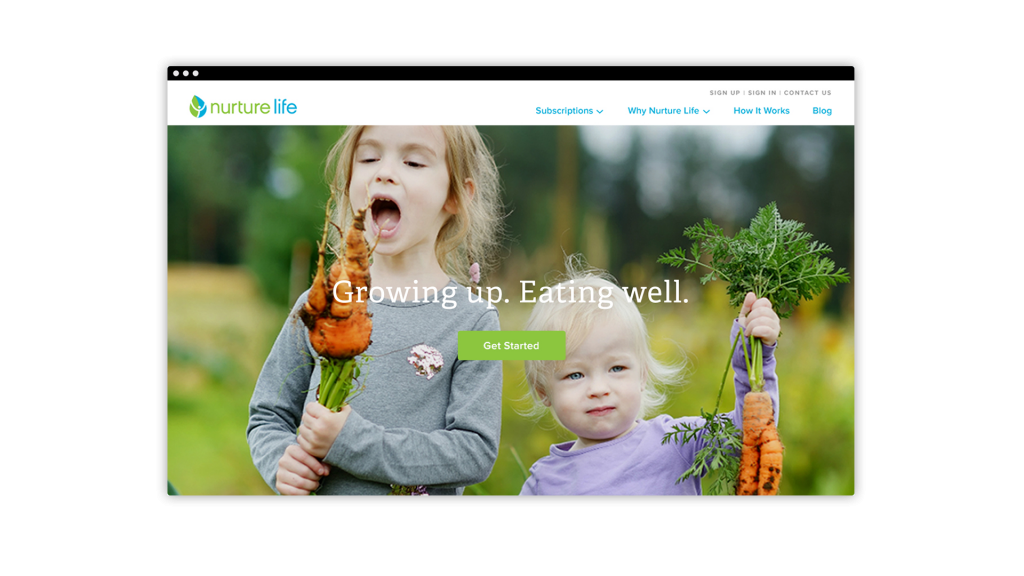 SIGN UP | SIGN IN | CONTACT US
nurture life
Subscriptions Why Nurture Life How It Works Blog
Growing up. Eating well.
Get Started